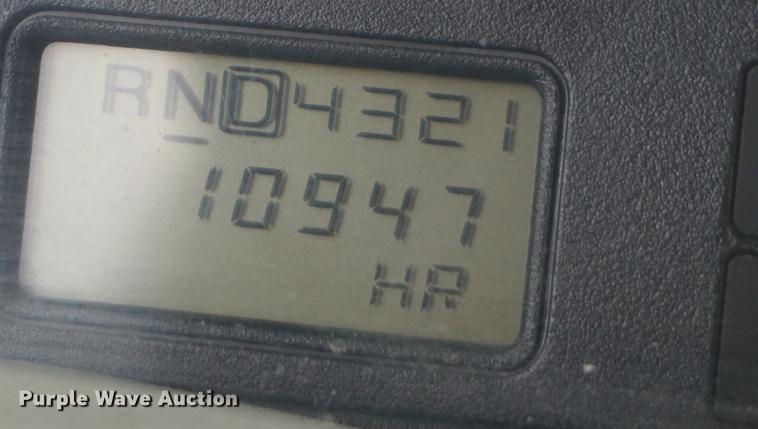 RND4321
10947
HR
Purple Wave Auction